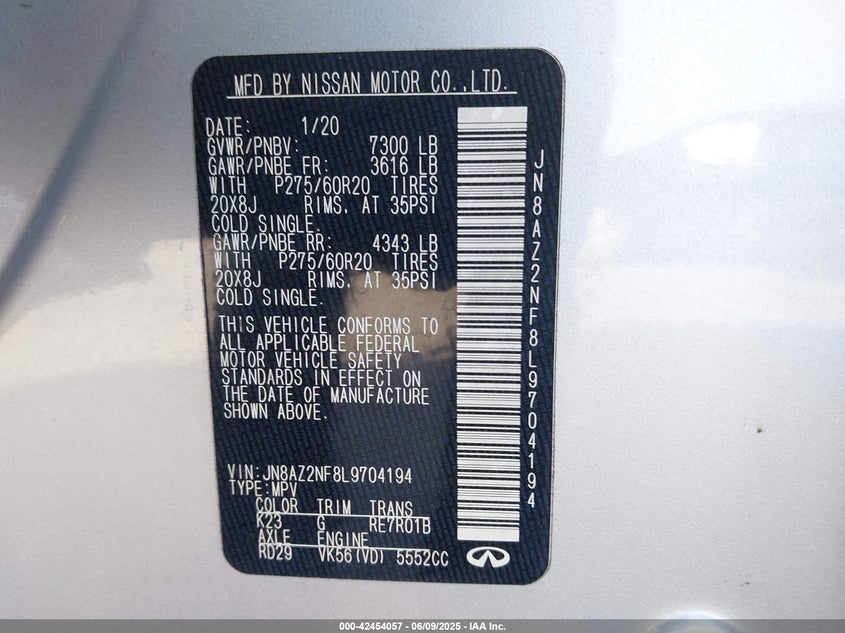 MFD BY NISSAN MOTOR CO.,LTD.
DATE: 1/20
GVWR/PNBV: 7300 LB
GAWR/PNBE FR: 3616 LB
WITH P275/60R20 TIRES
20X8J RIMS, AT 35PSI
COLD SINGLE.
GAWR/PNBE RR: 4343 LB
WITH P275/60R20 TIRES
20X8J RIMS, AT 35PSI
COLD SINGLE.
THIS VEHICLE CONFORMS TO
ALL APPLICABLE FEDERAL
MOTOR VEHICLE SAFETY
STANDARDS IN EFFECT ON
THE DATE OF MANUFACTURE
SHOWN ABOVE.
VIN:JN8AZ2NF8L9704194
TYPE:MPV
COLOR TRIM TRANS
K23 G RE7R01B
AXLE ENGINE
RD29 VK56(VD) 5552CC
JN8AZ2NF8L9704194
000-42454057 - 06/09/2025 - IAA Inc.